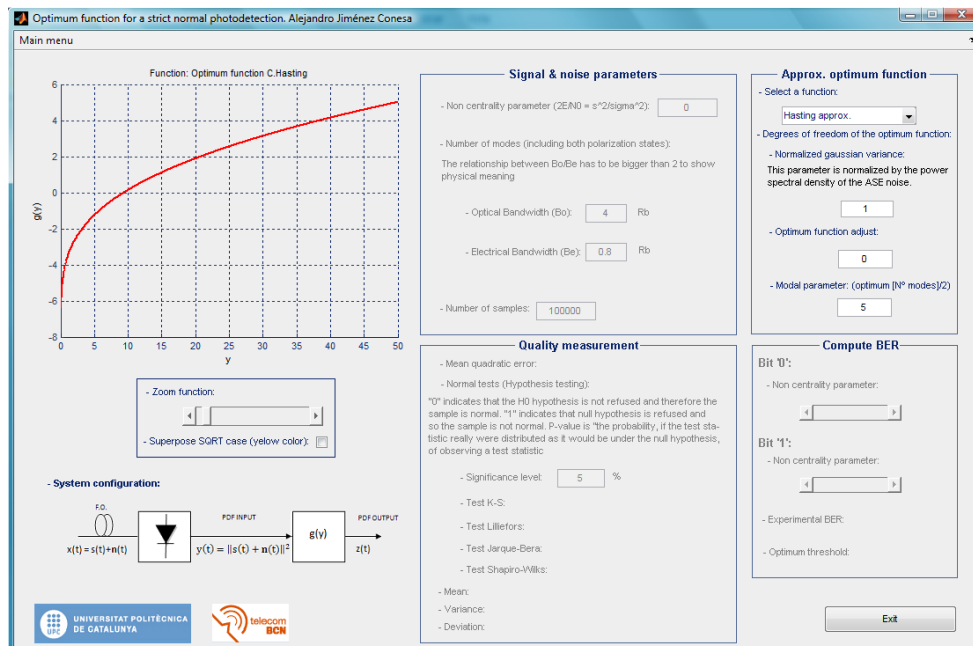 Optimum function for a strict normal photodetection. Alejandro Jiménez Conesa
Main menu
Function: Optimum function C.Hasting
6
4
2
0
-2
-4
-6
-8
g(y)
0 5 10 15 20 25 30 35 40 45 50
y
- Zoom function:
- Superpose SQRT case (yelow color):
- System configuration:
F.O.
x(t) = s(t)+n(t)
PDF INPUT
y(t) = ||s(t) + n(t)||²
g(y)
PDF OUTPUT
z(t)
UPC
UNIVERSITAT POLITÈCNICA
DE CATALUNYA
telecom
BCN
Signal & noise parameters
- Non centrality parameter (2E/N0 = s^2/sigma^2): 0
- Number of modes (including both polarization states):
The relationship between Bo/Be has to be bigger than 2 to show
physical meaning
- Optical Bandwidth (Bo): 4 Rb
- Electrical Bandwidth (Be): 0.8 Rb
- Number of samples: 100000
Quality measurement
- Mean quadratic error:
- Normal tests (Hypothesis testing):
"0" indicates that the H0 hypothesis is not refused and therefore the
sample is normal. "1" indicates that null hypothesis is refused and
so the sample is not normal. P-value is "the probability, if the test sta-
tistic really were distributed as it would be under the null hypothesis,
of observing a test statistic
- Significance level: 5 %
- Test K-S:
- Test Lilliefors:
- Test Jarque-Bera:
- Test Shapiro-Wilks:
- Mean:
- Variance:
- Deviation:
Approx. optimum function
- Select a function:
Hasting approx.
- Degrees of freedom of the optimum function:
- Normalized gaussian variance:
This parameter is normalized by the power
spectral density of the ASE noise.
1
- Optimum function adjust:
0
- Modal parameter: (optimum [Nº modes]/2)
5
Compute BER
Bit '0':
- Non centrality parameter:
Bit '1':
- Non centrality parameter:
- Experimental BER:
- Optimum threshold:
Exit